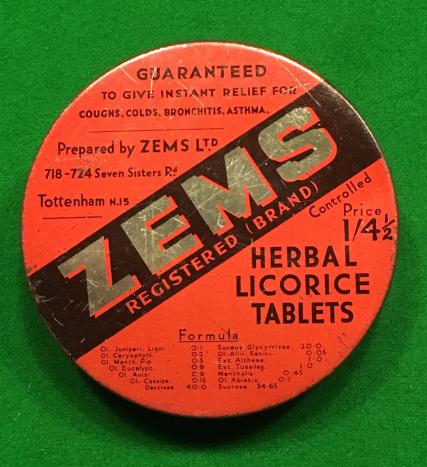 GUARANTEED
TO GIVE INSTANT RELIEF FOR
COUGHS, COLDS, BRONCHITIS, ASTHMA.
Prepared by ZEMS LTD
718-724 Seven Sisters Rd
Tottenham N.15
ZEMS
REGISTERED (BRAND)
Controlled
Price
1/4½
HERBAL
LICORICE
TABLETS
Formula
Ol. Juniperi. Lign. 0·1 Succus Glycyrrizae 20·0
Ol. Caryophyll. 0·2 Ol. Allii Sativi. 0·05
Ol. Menth. Pip. 0·5 Ext. Altheae 1·0
Ol. Eucalypt. 0·9 Ext. Tussilag. 1·0
Ol. Anisi 0·9 Mentholis 0·45
Ol. Cassiae. 0·15 Ol. Abietis. 0·1
Dextrose 40·0 Sucrose 34·65